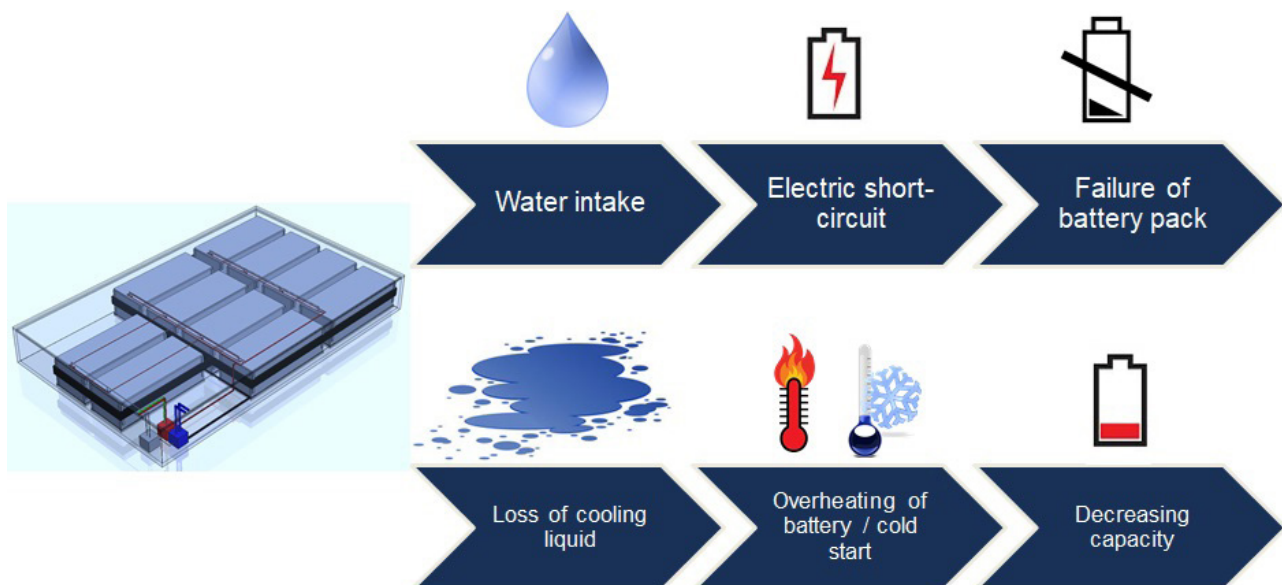 Water intake
Electric short-
circuit
Failure of
battery pack
Loss of cooling
liquid
Overheating of
battery / cold
start
Decreasing
capacity